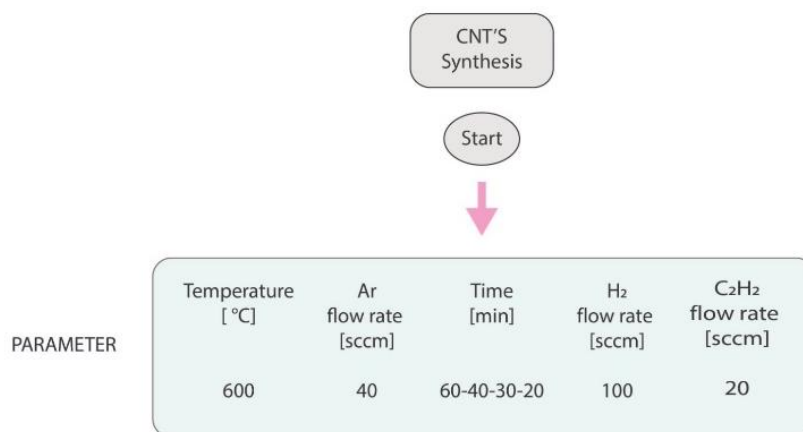 CNT'S
Synthesis
Start
PARAMETER
Temperature
[ °C]
Ar
flow rate
[sccm]
Time
[min]
H₂
flow rate
[sccm]
C₂H₂
flow rate
[sccm]
600
40
60-40-30-20
100
20